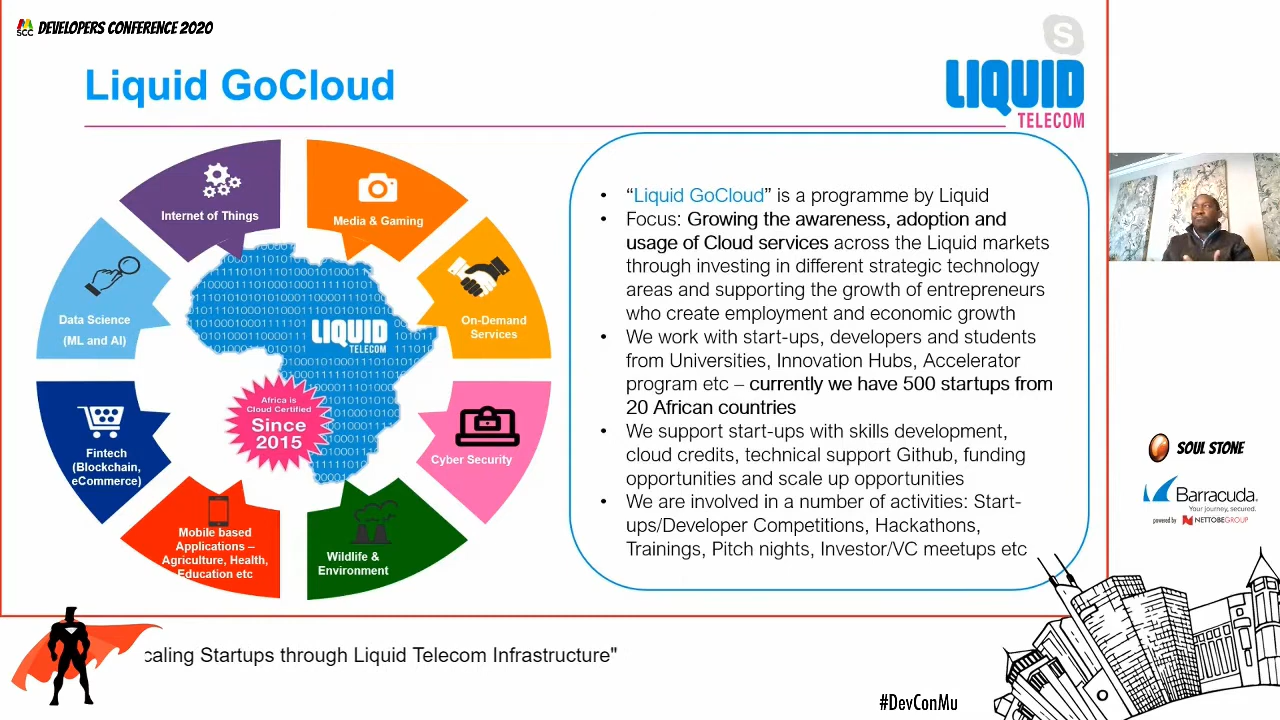 SCC DEVELOPERS CONFERENCE 2020
S
Liquid GoCloud
LIQUID
TELECOM
Internet of Things
Media & Gaming
Data Science
(ML and AI)
On-Demand
Services
LIQUID
TELECOM
Africa is
Cloud Certified
Since
2015
Fintech
(Blockchain,
eCommerce)
Cyber Security
Mobile based
Applications –
Agriculture, Health,
Education etc
Wildlife &
Environment
• “Liquid GoCloud” is a programme by Liquid
• Focus: Growing the awareness, adoption and
usage of Cloud services across the Liquid markets
through investing in different strategic technology
areas and supporting the growth of entrepreneurs
who create employment and economic growth
• We work with start-ups, developers and students
from Universities, Innovation Hubs, Accelerator
program etc – currently we have 500 startups from
20 African countries
• We support start-ups with skills development,
cloud credits, technical support Github, funding
opportunities and scale up opportunities
• We are involved in a number of activities: Start-
ups/Developer Competitions, Hackathons,
Trainings, Pitch nights, Investor/VC meetups etc
SOUL STONE
Barracuda.
Your journey, secured.
powered by NETTOBEGROUP
caling Startups through Liquid Telecom Infrastructure"
#DevConMu